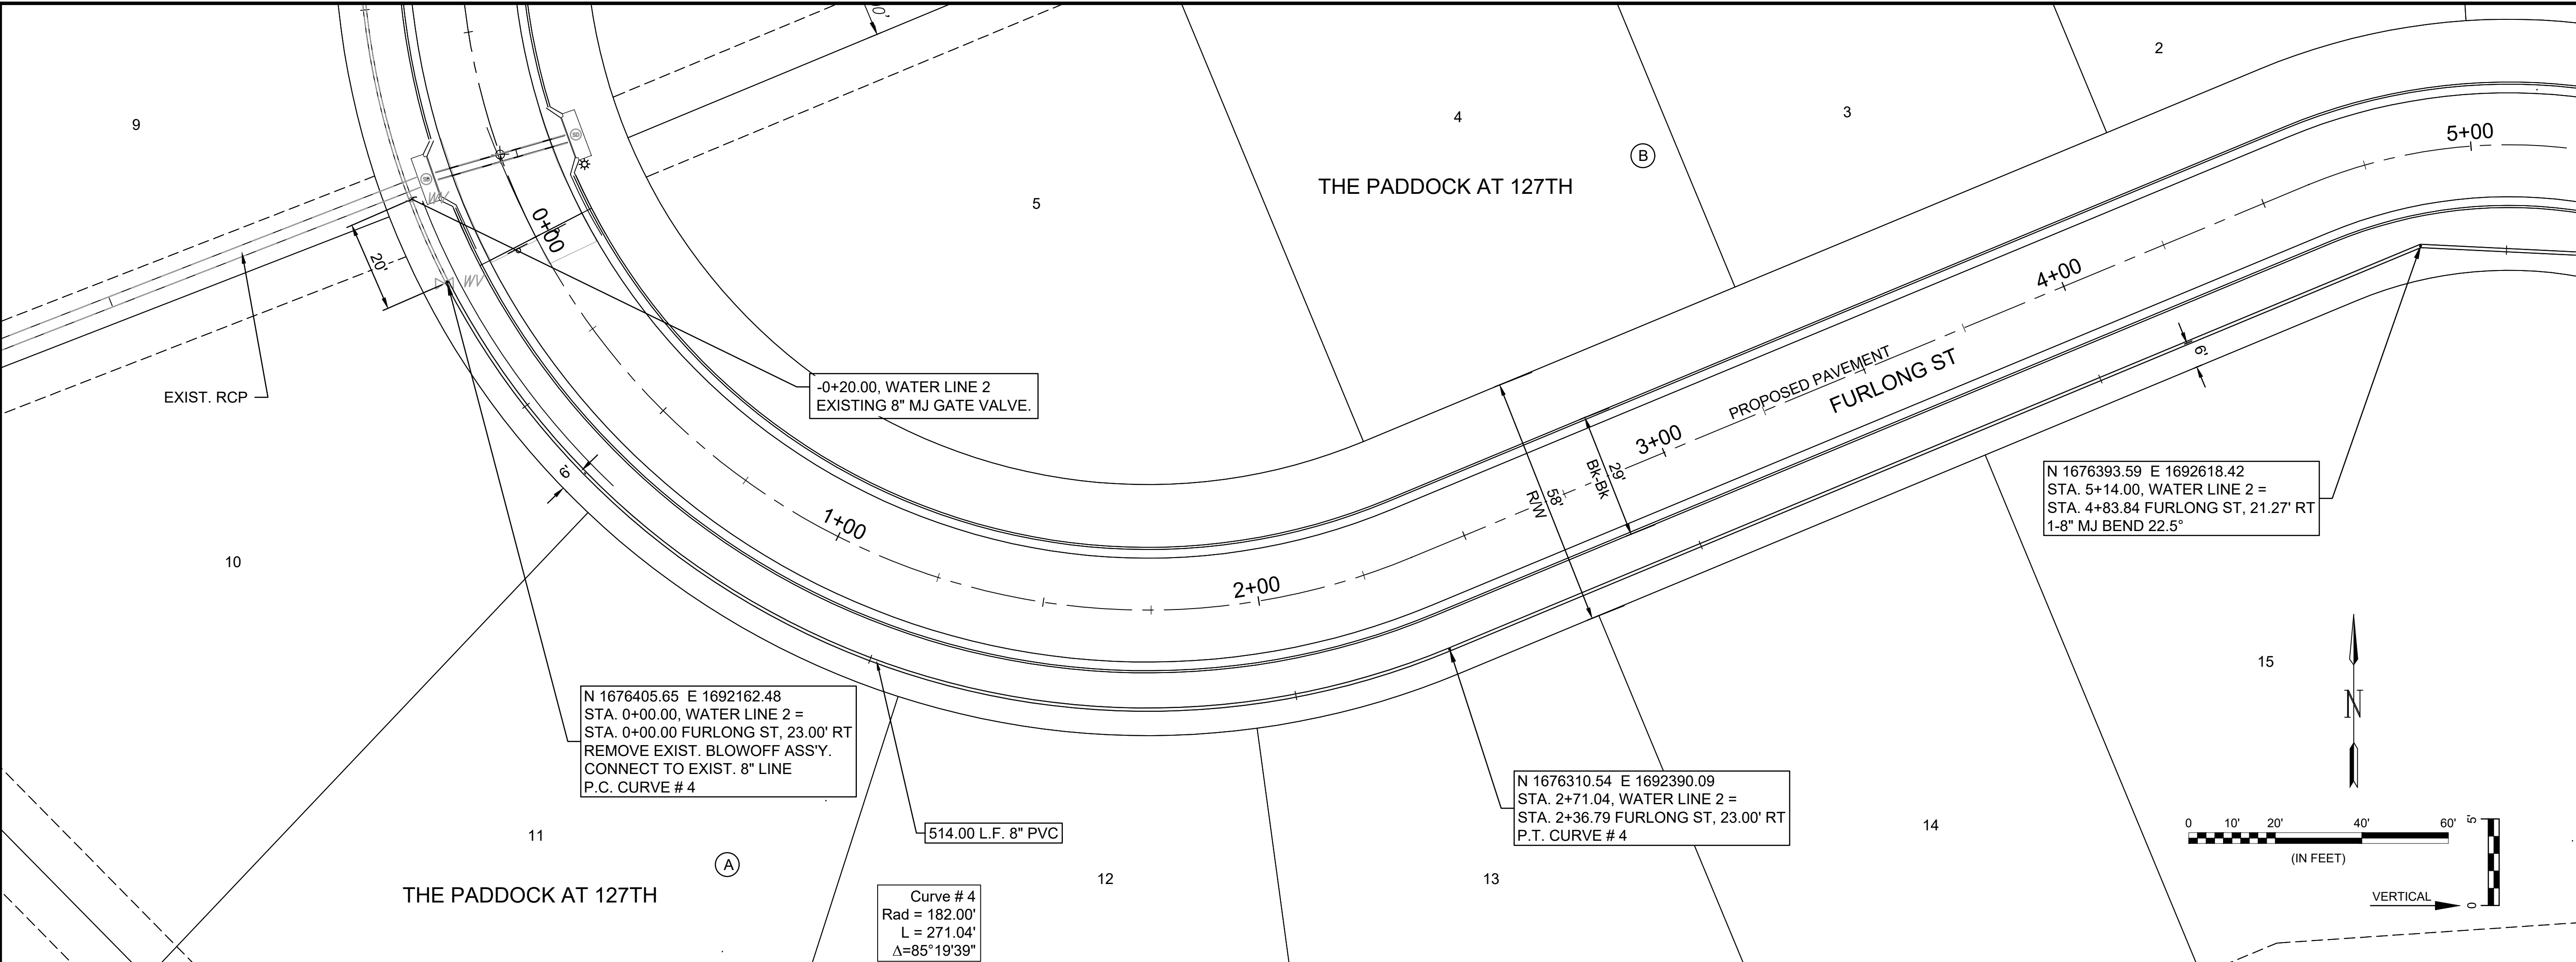 0'
2
9
4
3
B
5+00
THE PADDOCK AT 127TH
5
WV
0+00
20'
WV
4+00
EXIST. RCP
-0+20.00, WATER LINE 2
EXISTING 8" MJ GATE VALVE.
PROPOSED PAVEMENT
FURLONG ST
6'
3+00
29'
Bk-Bk
58'
R/W
6'
N 1676393.59 E 1692618.42
STA. 5+14.00, WATER LINE 2 =
STA. 4+83.84 FURLONG ST, 21.27' RT
1-8" MJ BEND 22.5°
1+00
10
2+00
15
N
N 1676405.65 E 1692162.48
STA. 0+00.00, WATER LINE 2 =
STA. 0+00.00 FURLONG ST, 23.00' RT
REMOVE EXIST. BLOWOFF ASS'Y.
CONNECT TO EXIST. 8" LINE
P.C. CURVE # 4
N 1676310.54 E 1692390.09
STA. 2+71.04, WATER LINE 2 =
STA. 2+36.79 FURLONG ST, 23.00' RT
P.T. CURVE # 4
514.00 L.F. 8" PVC
11
A
14
0 10' 20' 40' 60'
(IN FEET)
5'
0
VERTICAL
THE PADDOCK AT 127TH
12
13
Curve # 4
Rad = 182.00'
L = 271.04'
Δ=85°19'39"